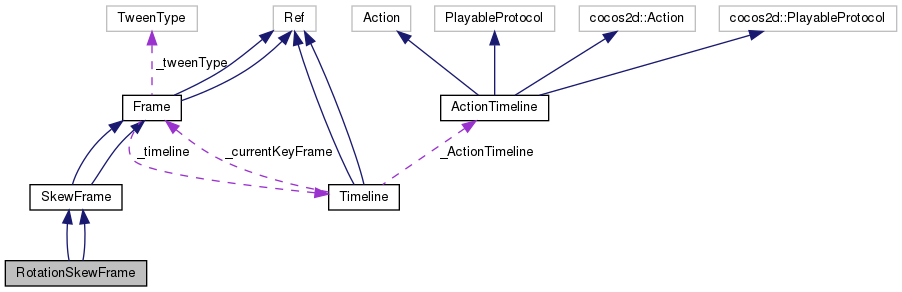 TweenType
Ref
Action
PlayableProtocol
cocos2d::Action
cocos2d::PlayableProtocol
_tweenType
Frame
ActionTimeline
_timeline
_currentKeyFrame
_ActionTimeline
SkewFrame
Timeline
RotationSkewFrame